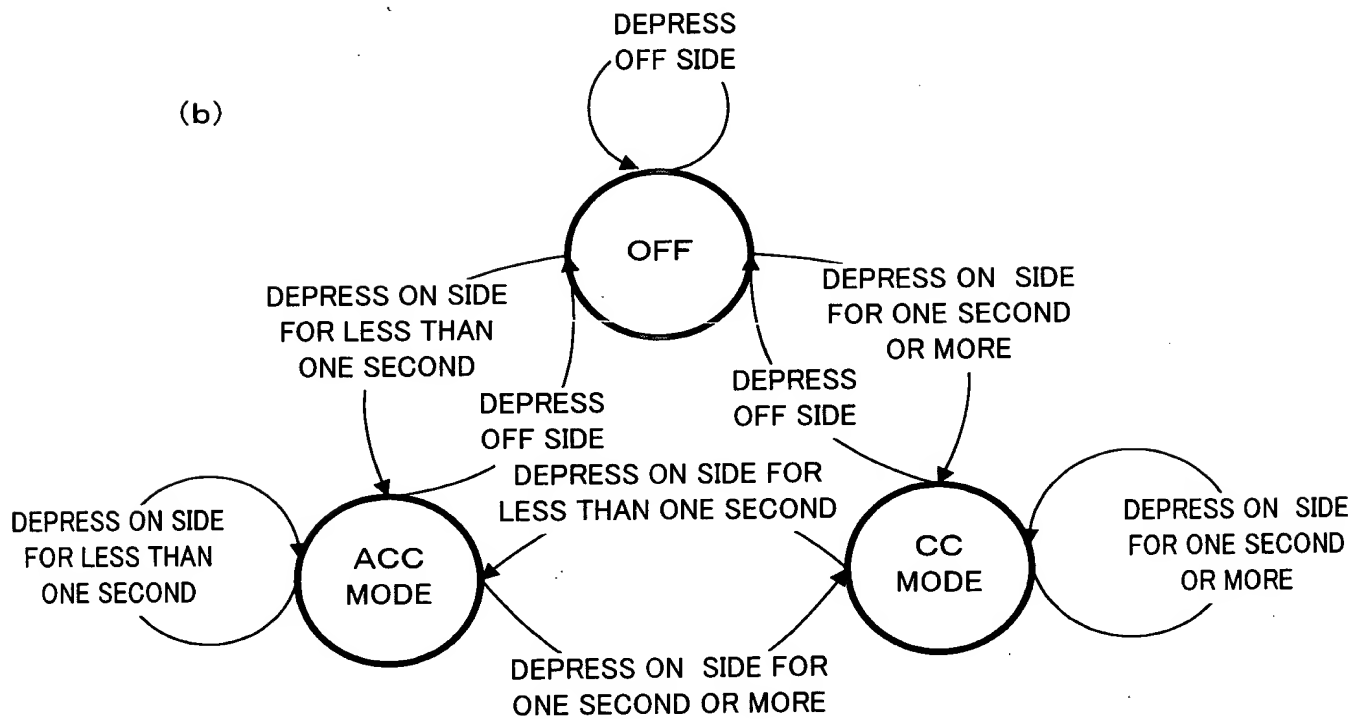 DEPRESS
OFF SIDE
(b)
OFF
DEPRESS ON SIDE
FOR LESS THAN
ONE SECOND
DEPRESS ON SIDE
FOR ONE SECOND
OR MORE
DEPRESS
OFF SIDE
DEPRESS
OFF SIDE
DEPRESS ON SIDE FOR
LESS THAN ONE SECOND
DEPRESS ON SIDE
FOR LESS THAN
ONE SECOND
ACC
MODE
CC
MODE
DEPRESS ON SIDE
FOR ONE SECOND
OR MORE
DEPRESS ON SIDE FOR
ONE SECOND OR MORE